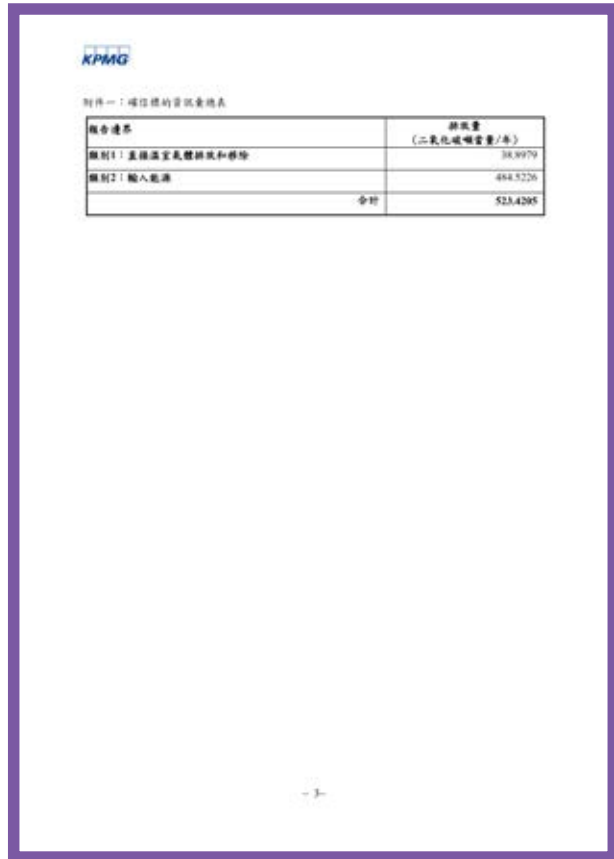 KPMG
附件一：確信標的資訊彙總表
報告邊界
排放量
(二氧化碳噸當量/年)
類別1：直接溫室氣體排放和移除
38.8979
類別2：輸入能源
484.5226
合計
523.4205
- 3-